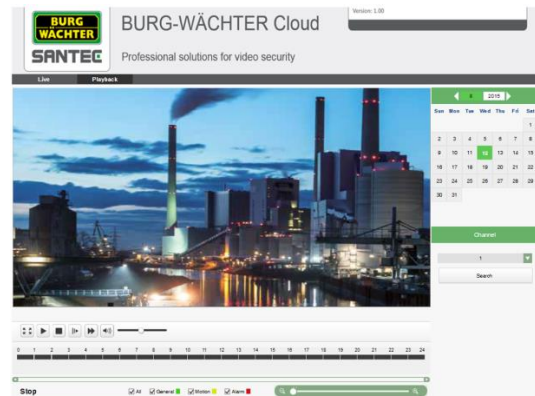 BURG
WÄCHTER
SANTEC
BURG-WÄCHTER Cloud
Professional solutions for video security
Version: 1.00
Live Playback
8 2015
Sun Mon Tue Wed Thu Fri Sat
1
2 3 4 5 6 7 8
9 10 11 12 13 14 15
16 17 18 19 20 21 22
23 24 25 26 27 28 29
30 31
Channel
1
Search
0 1 2 3 4 5 6 7 8 9 10 11 12 13 14 15 16 17 18 19 20 21 22 23 24
Stop
All General Motion Alarm